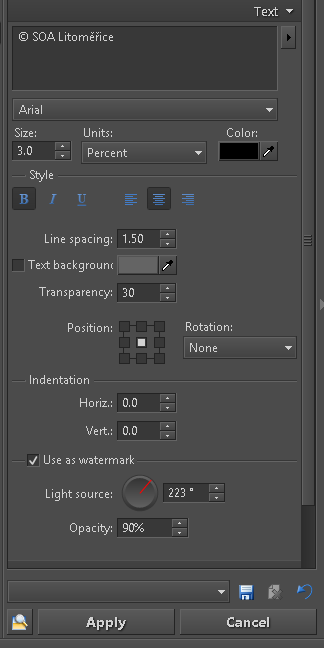 Text
© SOA Litoměřice
Arial
Size: Units: Color:
3.0 Percent
Style
B I U
Line spacing: 1.50
Text background
Transparency: 30
Position: Rotation:
None
Indentation
Horiz.: 0.0
Vert.: 0.0
Use as watermark
Light source: 223 °
Opacity: 90%
Apply Cancel